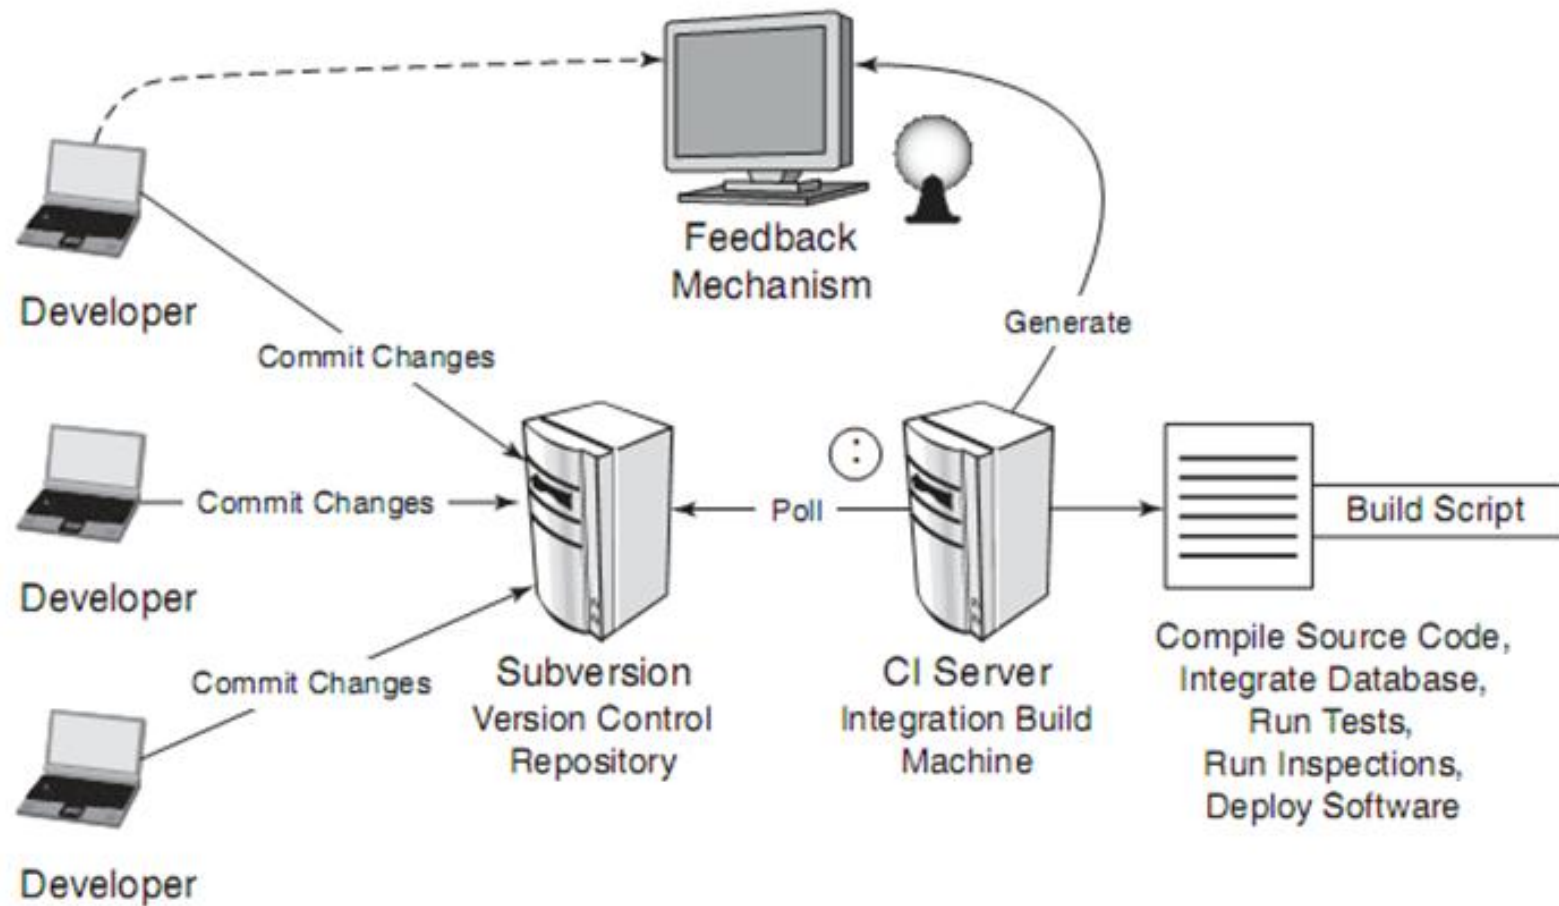 Feedback
Mechanism
Developer
Generate
Commit Changes
Commit Changes
Poll
Build Script
Developer
Subversion
Version Control
Repository
CI Server
Integration Build
Machine
Compile Source Code,
Integrate Database,
Run Tests,
Run Inspections,
Deploy Software
Commit Changes
Developer